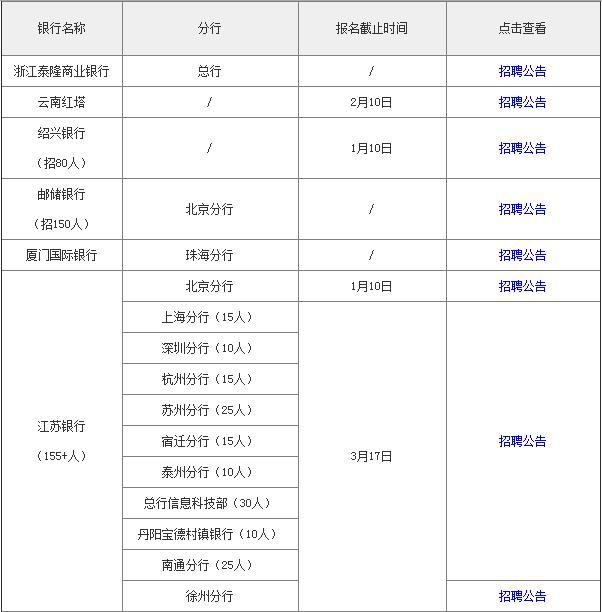 银行名称 分行 报名截止时间 点击查看
浙江泰隆商业银行 总行 / 招聘公告
云南红塔 / 2月10日 招聘公告
绍兴银行
（招80人） / 1月10日 招聘公告
邮储银行
（招150人） 北京分行 / 招聘公告
厦门国际银行 珠海分行 / 招聘公告
江苏银行
（155+人）
北京分行 1月10日 招聘公告
上海分行（15人）
深圳分行（10人）
杭州分行（15人）
苏州分行（25人）
宿迁分行（15人）
泰州分行（10人）
总行信息科技部（30人）
丹阳宝德村镇银行（10人）
南通分行（25人）
3月17日 招聘公告
徐州分行 招聘公告